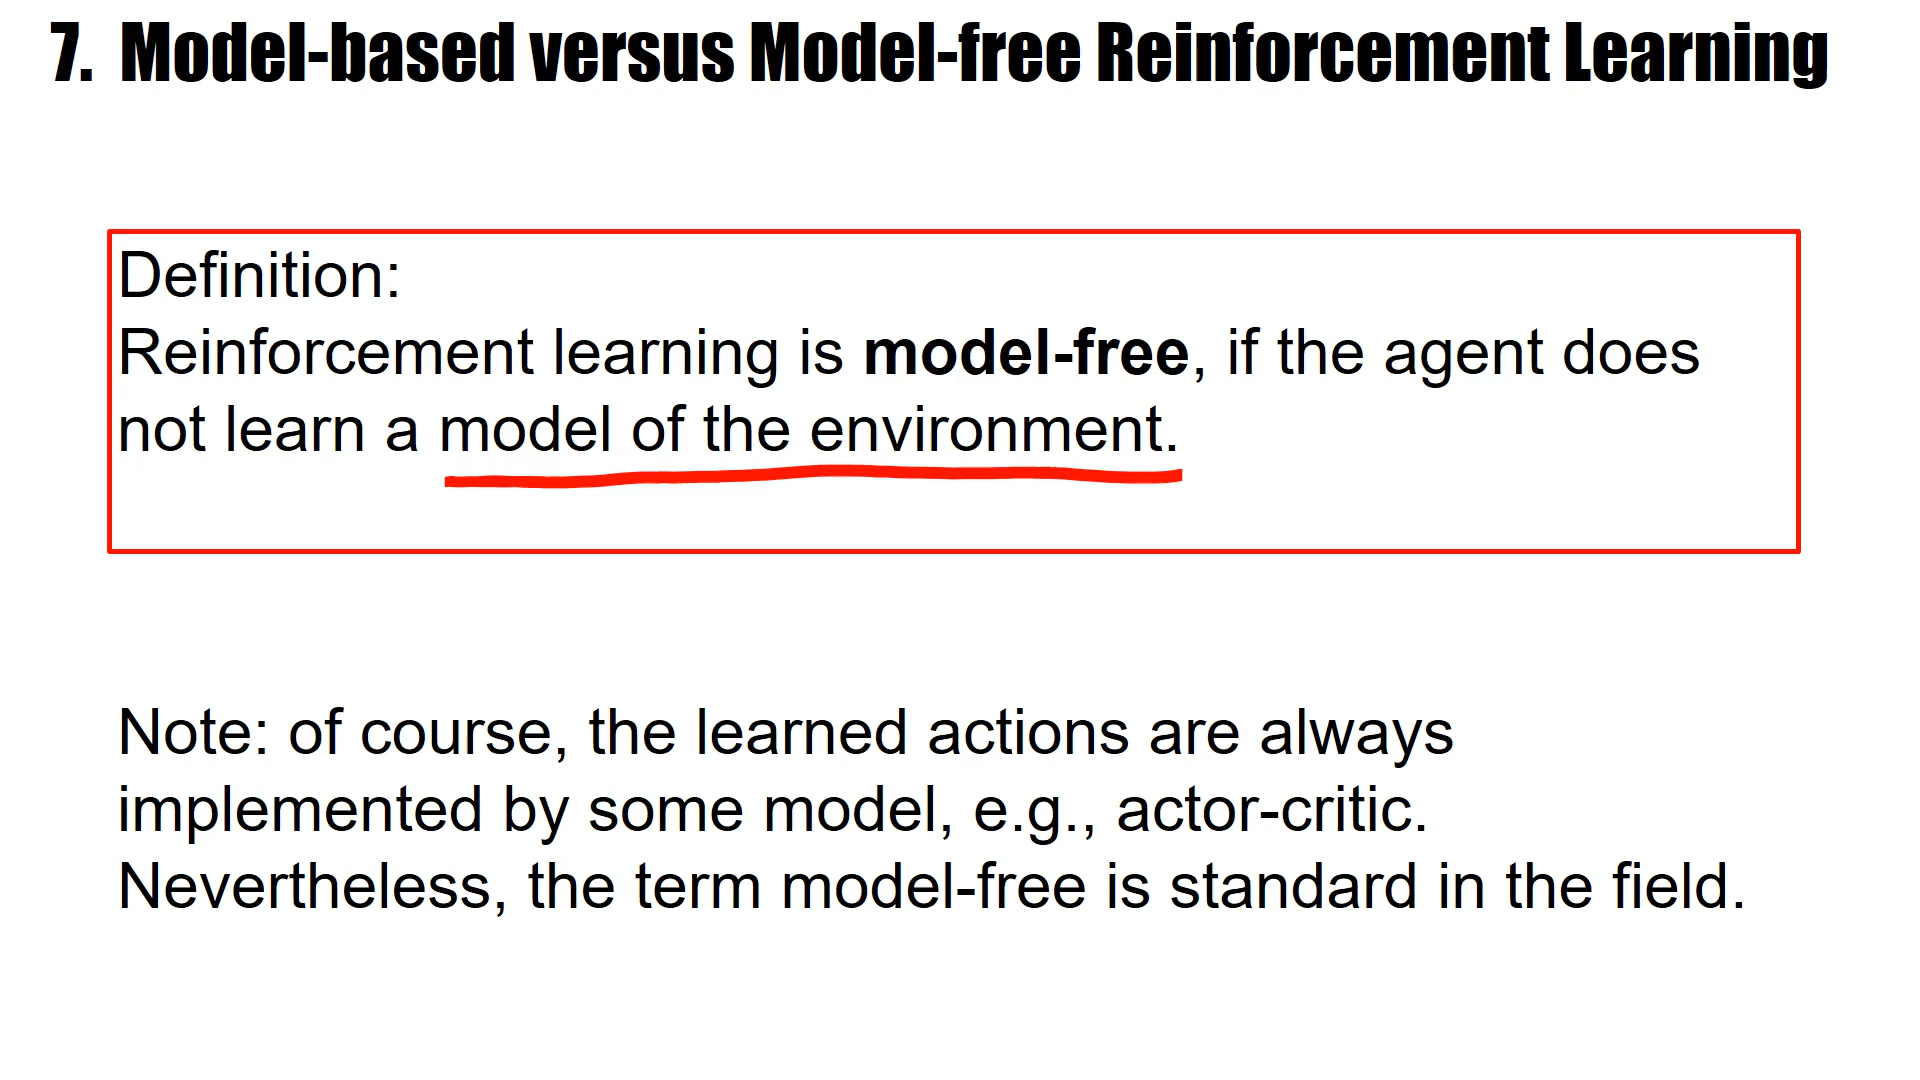 7. Model-based versus Model-free Reinforcement Learning
Definition:
Reinforcement learning is model-free, if the agent does
not learn a model of the environment.
Note: of course, the learned actions are always
implemented by some model, e.g., actor-critic.
Nevertheless, the term model-free is standard in the field.